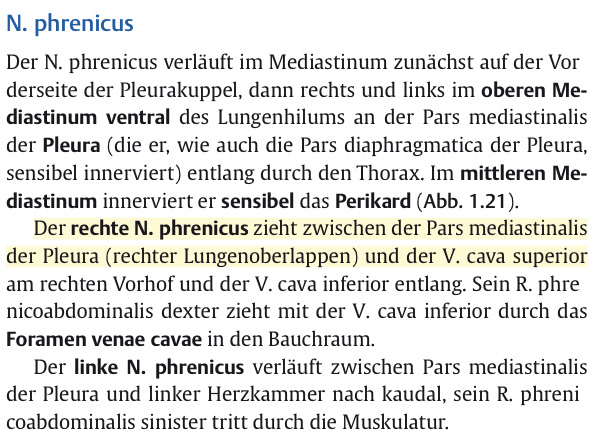 N. phrenicus
Der N. phrenicus verläuft im Mediastinum zunächst auf der Vor
derseite der Pleurakuppel, dann rechts und links im oberen Me-
diastinum ventral des Lungenhilums an der Pars mediastinalis
der Pleura (die er, wie auch die Pars diaphragmatica der Pleura,
sensibel innerviert) entlang durch den Thorax. Im mittleren Me-
diastinum innerviert er sensibel das Perikard (Abb. 1.21).
Der rechte N. phrenicus zieht zwischen der Pars mediastinalis
der Pleura (rechter Lungenoberlappen) und der V. cava superior
am rechten Vorhof und der V. cava inferior entlang. Sein R. phre
nicoabdominalis dexter zieht mit der V. cava inferior durch das
Foramen venae cavae in den Bauchraum.
Der linke N. phrenicus verläuft zwischen Pars mediastinalis
der Pleura und linker Herzkammer nach kaudal, sein R. phreni
coabdominalis sinister tritt durch die Muskulatur.